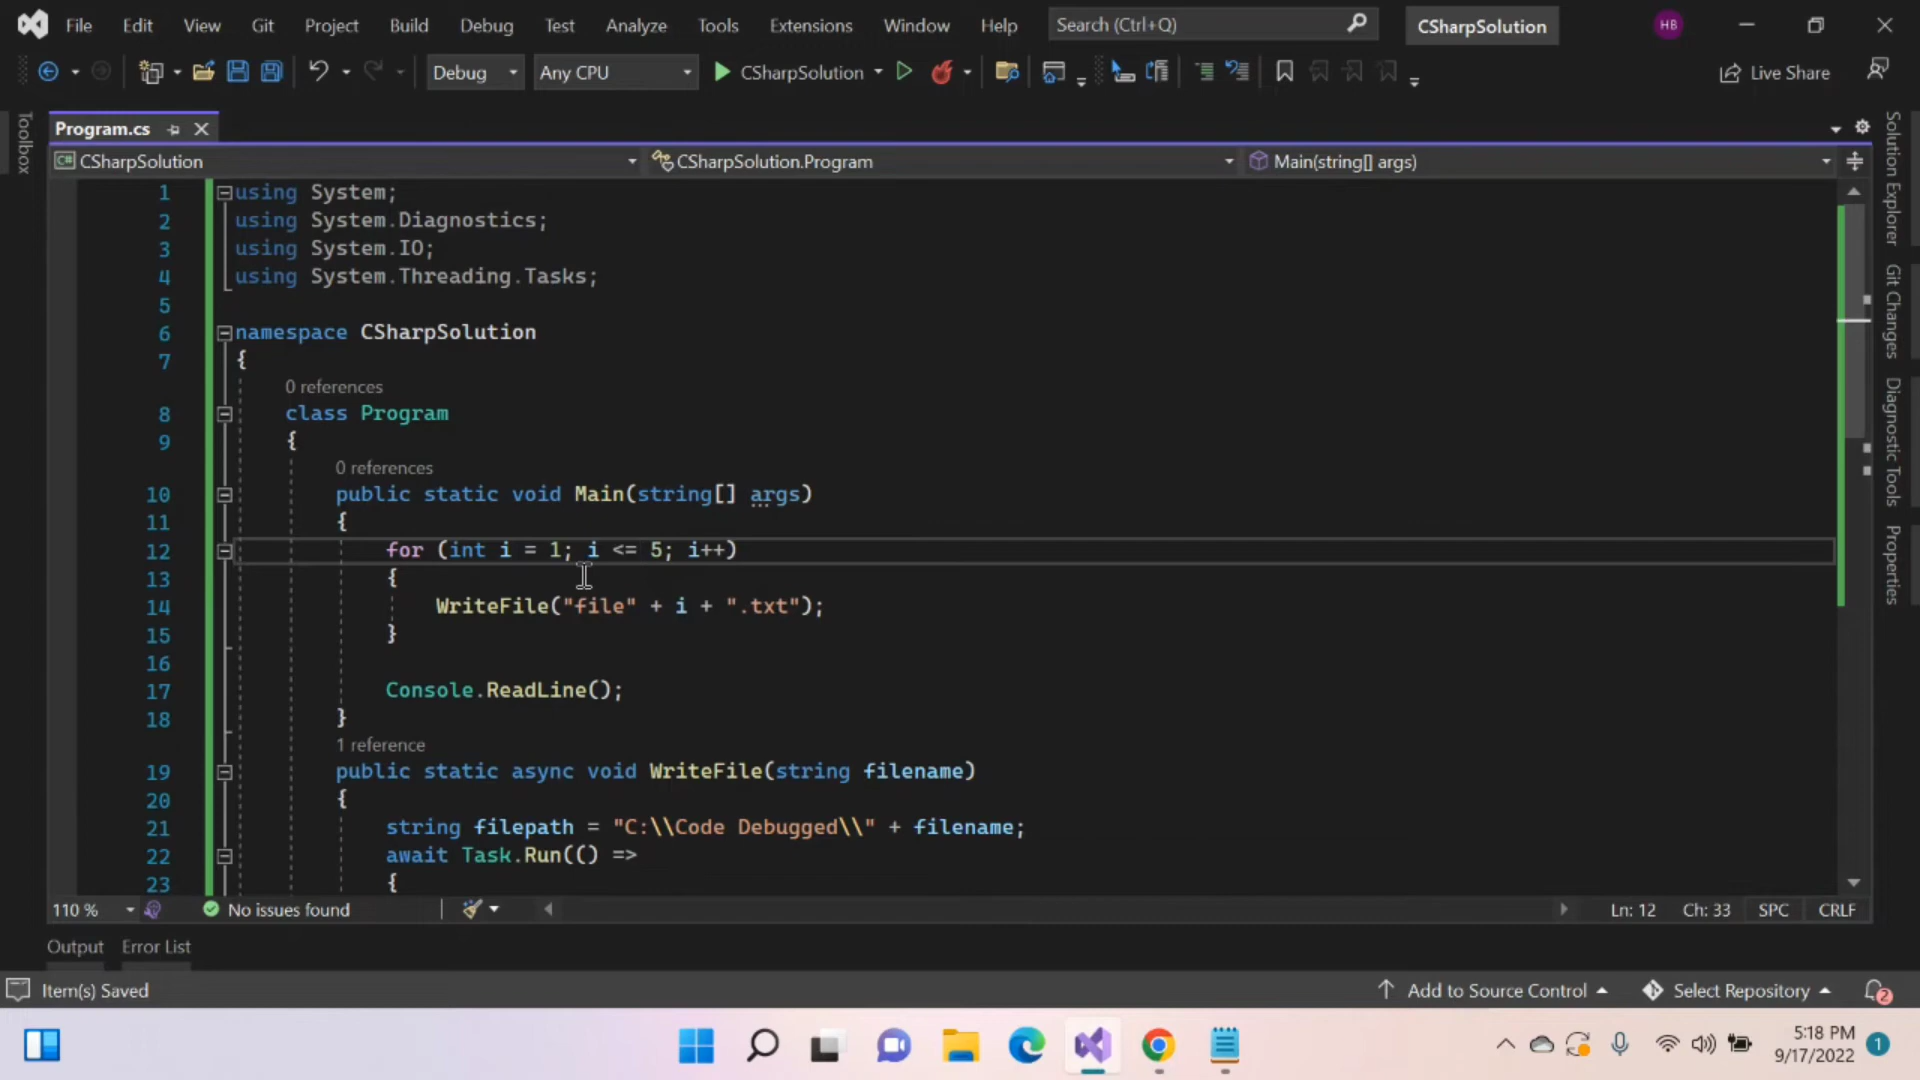 File Edit View Git Project Build Debug Test Analyze Tools Extensions Window Help Search (Ctrl+Q) CSharpSolution HB
Debug Any CPU CSharpSolution Live Share
Toolbox
Program.cs
CSharpSolution CSharpSolution.Program Main(string[] args)
1 using System;
2 using System.Diagnostics;
3 using System.IO;
4 using System.Threading.Tasks;
5
6 namespace CSharpSolution
7 {
0 references
8 class Program
9 {
0 references
10 public static void Main(string[] args)
11 {
12 for (int i = 1; i <= 5; i++)
13 {
14 WriteFile("file" + i + ".txt");
15 }
16
17 Console.ReadLine();
18 }
1 reference
19 public static async void WriteFile(string filename)
20 {
21 string filepath = "C:\\Code Debugged\\" + filename;
22 await Task.Run(() =>
23 {
Solution Explorer
Git Changes
Diagnostic Tools
Properties
110 % No issues found Ln: 12 Ch: 33 SPC CRLF
Output Error List
Item(s) Saved Add to Source Control Select Repository 2
5:18 PM
9/17/2022 1